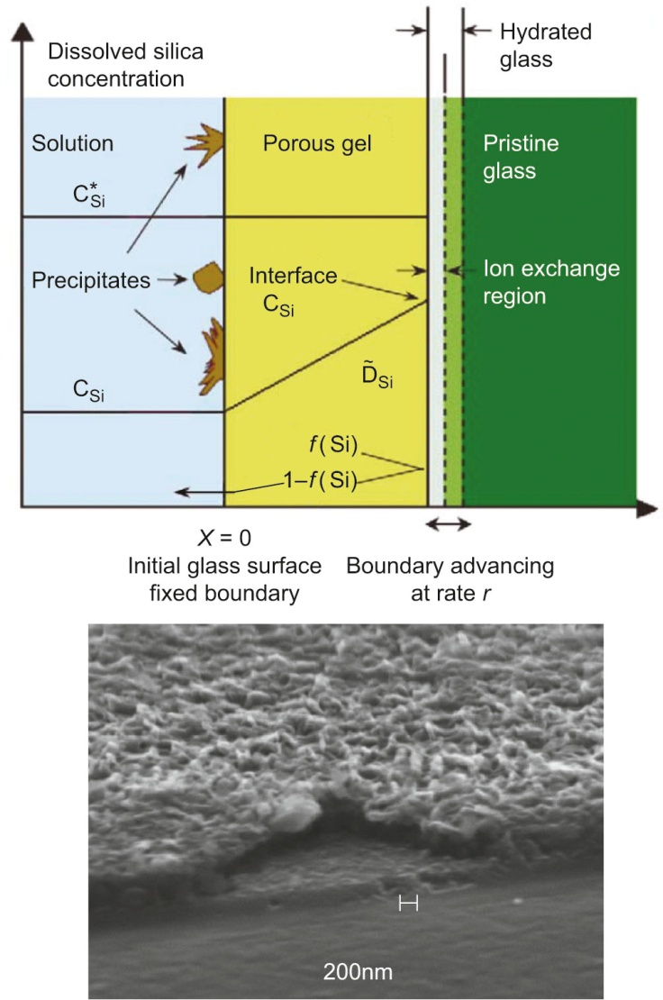 Dissolved silica
concentration
Hydrated
glass
Solution
Porous gel
Pristine
glass
C*Si
Precipitates
Interface
CSi
Ion exchange
region
CSi
D̃Si
f(Si)
1–f(Si)
X = 0
Initial glass surface
fixed boundary
Boundary advancing
at rate r
200nm